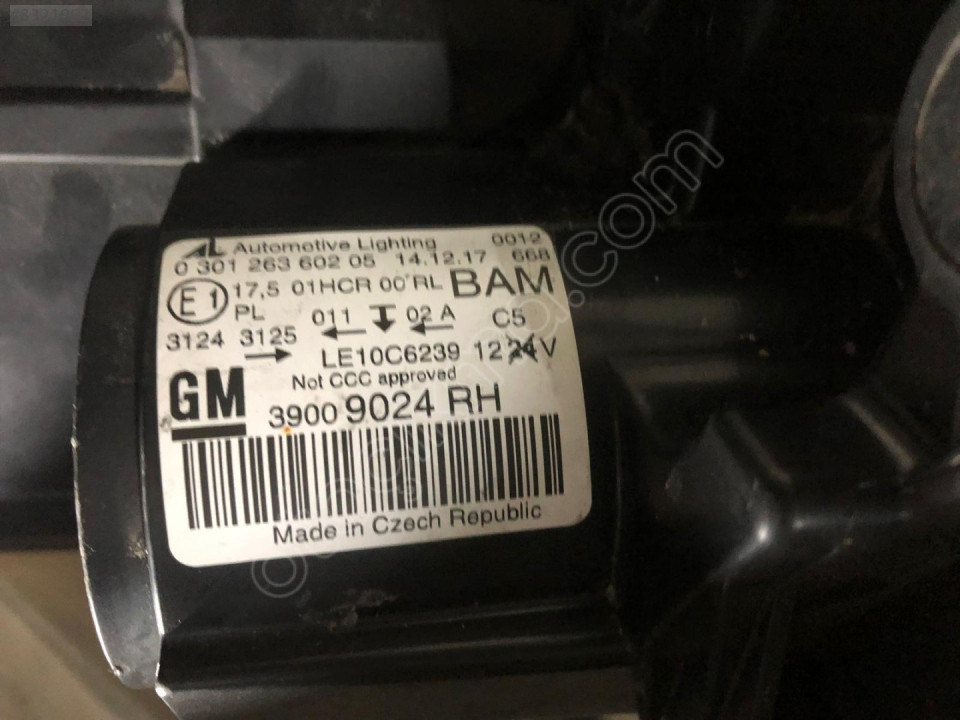 AL Automotive Lighting 0012
0 301 263 602 05 14.12.17 668
E1 17,5 01HCR 00 RL BAM
PL 011 02 A C5
3124 3125
LE10C6239 12 24 V
Not CCC approved
GM
3900 9024 RH
Made in Czech Republic